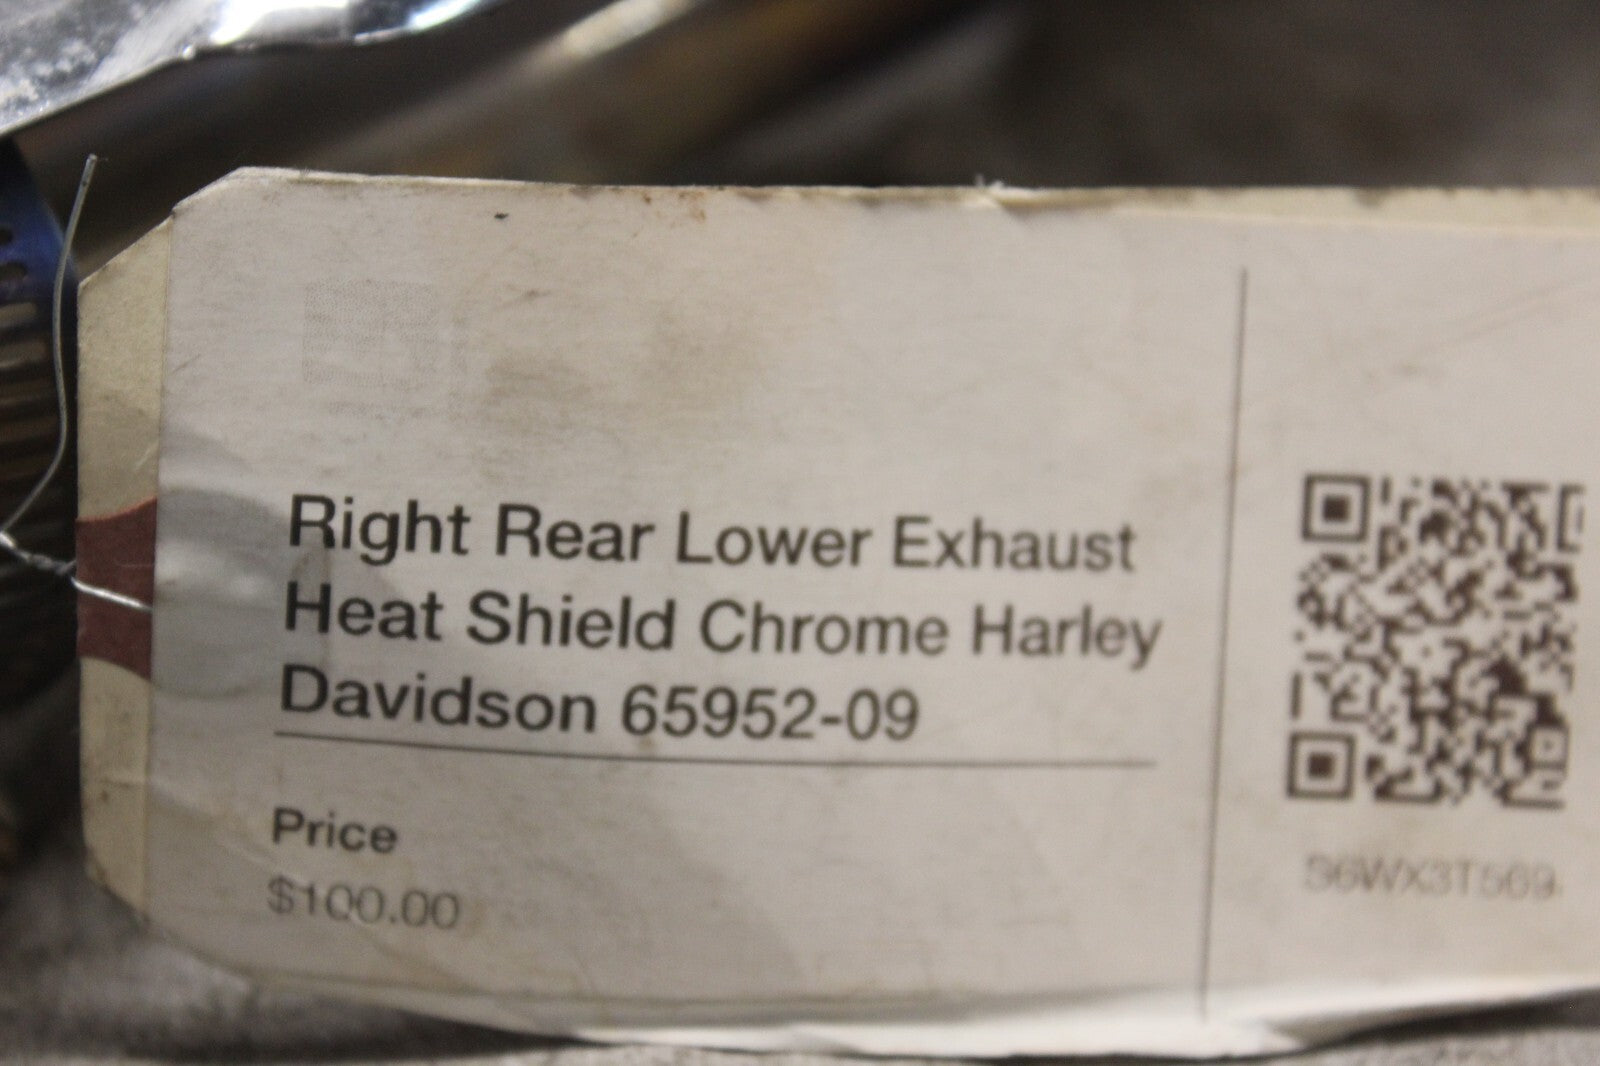 Right Rear Lower Exhaust
Heat Shield Chrome Harley
Davidson 65952-09
Price
$100.00
S6WX3T569